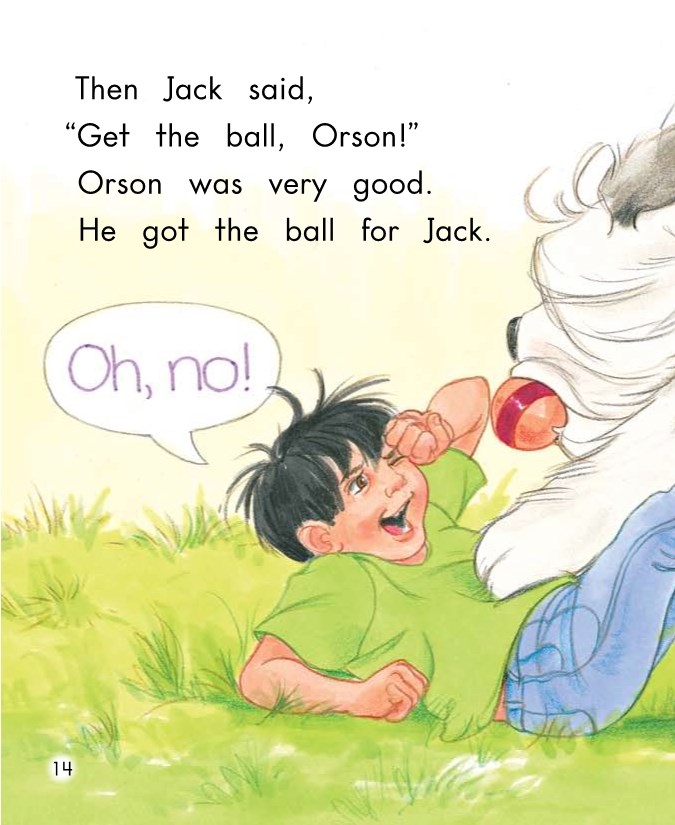 Then Jack said,
“Get the ball, Orson!”
Orson was very good.
He got the ball for Jack.
Oh, no!
14